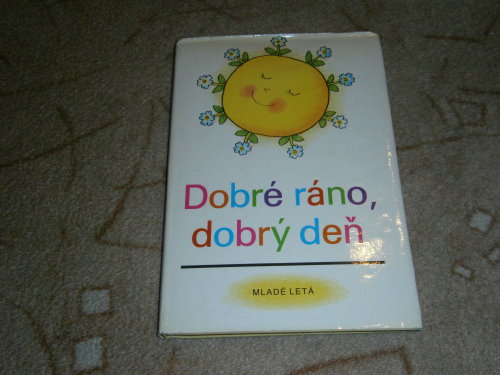 Dobré ráno,
dobrý deň
MLADÉ LETÁ